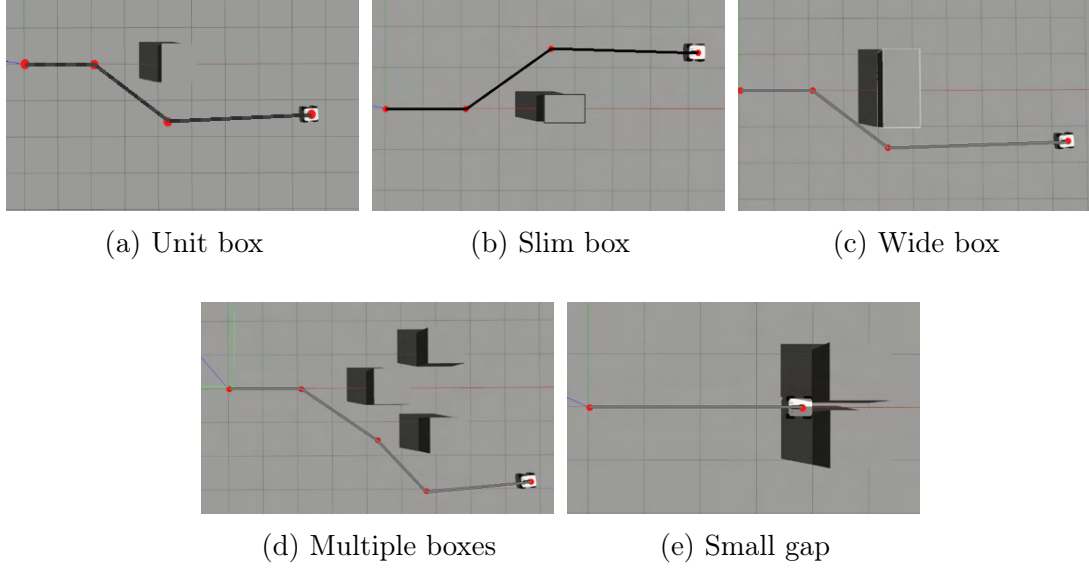 (a) Unit box
(b) Slim box
(c) Wide box
(d) Multiple boxes
(e) Small gap